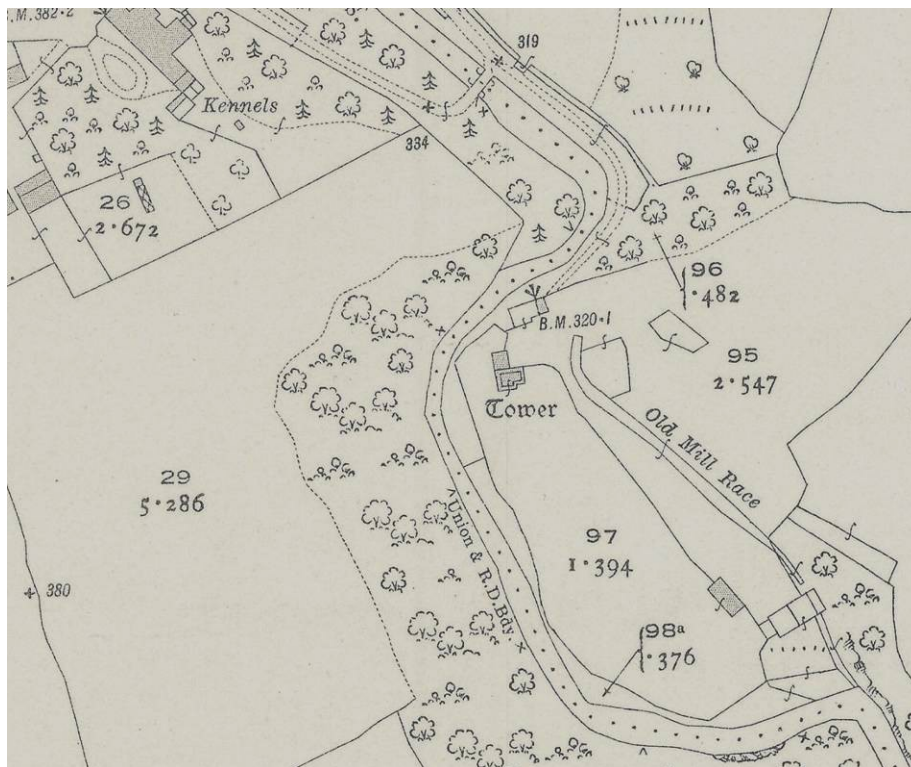 B.M.382·2
319
Kennels
334
26
2·672
96
·482
B.M.320·1
95
2·547
Tower
Old Mill Race
29
5·286
Union & R.D.Bdy.
97
1·394
380
98a
·376